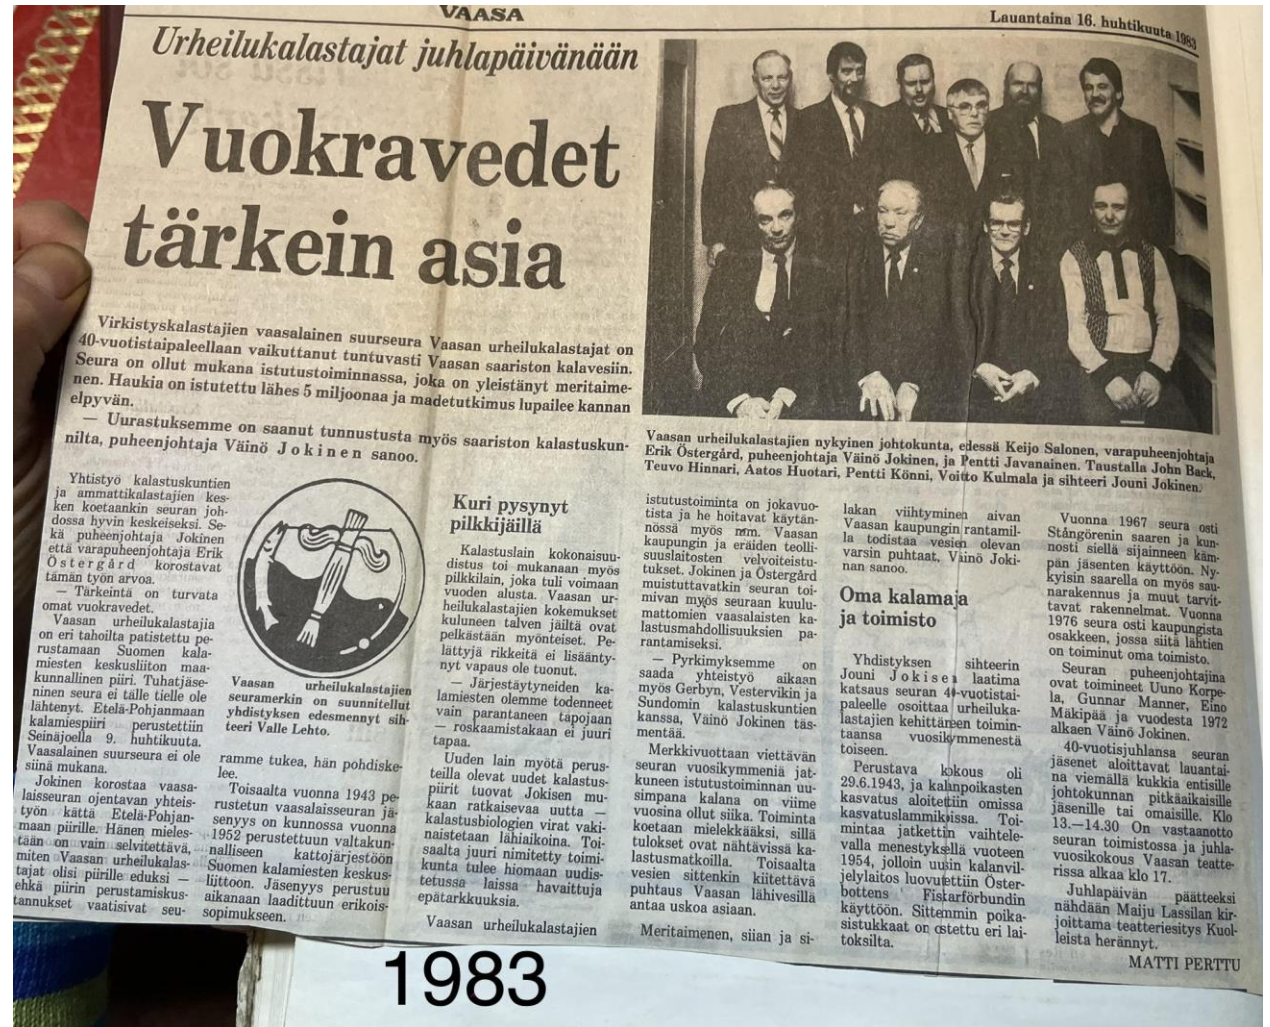 VAASA
Lauantaina 16. huhtikuuta 1983
Urheilukalastajat juhlapäivänään
Vuokravedet
tärkein asia
Virkistyskalastajien vaasalainen suurseura Vaasan urheilukalastajat on
40-vuotistaipaleellaan vaikuttanut tuntuvasti Vaasan saariston kalavesiin.
Seura on ollut mukana istutustoiminnassa, joka on yleistänyt meritaime-
nen. Haukia on istutettu lähes 5 miljoonaa ja madetutkimus lupailee kannan
elpyvän.
— Uurastuksemme on saanut tunnustusta myös saariston kalastuskun-
nilta, puheenjohtaja Väinö Jokinen sanoo.
Vaasan urheilukalastajien nykyinen johtokunta, edessä Keijo Salonen, varapuheenjohtaja
Erik Östergård, puheenjohtaja Väinö Jokinen, ja Pentti Javanainen. Taustalla John Back,
Teuvo Hinnari, Aatos Huotari, Pentti Könni, Voitto Kulmala ja sihteeri Jouni Jokinen.
Yhtistyö kalastuskuntien
ja ammattikalastajien kes-
ken koetaankin seuran joh-
dossa hyvin keskeiseksi. Se-
kä puheenjohtaja Jokinen
että varapuheenjohtaja Erik
Östergård korostavat
tämän työn arvoa.
— Tärkeintä on turvata
omat vuokravedet.
Vaasan urheilukalastajia
on eri tahoilta patistettu pe-
rustamaan Suomen kala-
miesten keskusliiton maa-
kunnallinen piiri. Tuhatjäse-
ninen seura ei tälle tielle ole
lähtenyt. Etelä-Pohjanmaan
kalamiespiiri perustettiin
Seinäjoella 9. huhtikuuta.
Vaasalainen suurseura ei ole
siinä mukana.
Jokinen korostaa vaasa-
laisseuran ojentavan yhteis-
työn kättä Etelä-Pohjan-
maan piirille. Hänen mieles-
tään on vain selvitettävä,
miten Vaasan urheilukalas-
tajat olisi piirille eduksi —
ehkä piirin perustamiskus-
tannukset vaatisivat seu-
Vaasan urheilukalastajien
seuramerkin on suunnitellut
yhdistyksen edesmennyt sih-
teeri Valle Lehto.
ramme tukea, hän pohdiske-
lee.
Toisaalta vuonna 1943 pe-
rustetun vaasalaisseuran jä-
senyys on kunnossa vuonna
1952 perustettuun valtakun-
nalliseen kattojärjestöön
Suomen kalamiesten keskus-
liittoon. Jäsenyys perustuu
aikanaan laadittuun erikois-
sopimukseen.
Kuri pysynyt
pilkkijäillä
Kalastuslain kokonaisuu-
distus toi mukanaan myös
pilkkilain, joka tuli voimaan
vuoden alusta. Vaasan ur-
heilukalastajien kokemukset
kuluneen talven jäiltä ovat
pelkästään myönteiset. Pe-
lättyjä rikkeitä ei lisäänty-
nyt vapaus ole tuonut.
— Järjestäytyneiden ka-
lamiesten olemme todenneet
vain parantaneen tapojaan
— roskaamistakaan ei juuri
tapaa.
Uuden lain myötä perus-
teilla olevat uudet kalastus-
piirit tuovat Jokisen mu-
kaan ratkaisevaa uutta —
kalastusbiologien virat vaki-
naistetaan lähiaikoina. Toi-
saalta juuri nimitetty toimi-
kunta tulee hiomaan uudis-
tetussa laissa havaittuja
epätarkkuuksia.
Vaasan urheilukalastajien
istutustoiminta on jokavuo-
tista ja he hoitavat käytän-
nössä myös mm. Vaasan
kaupungin ja eräiden teolli-
suuslaitosten velvoiteistu-
tukset. Jokinen ja Östergård
muistuttavatkin seuran toi-
mivan myös seuraan kuulu-
mattomien vaasalaisten ka-
lastusmahdollisuuksien pa-
rantamiseksi.
— Pyrkimyksemme on
saada yhteistyö aikaan
myös Gerbyn, Vestervikin ja
Sundomin kalastuskuntien
kanssa, Väinö Jokinen täs-
mentää.
Merkkivuottaan viettävän
seuran vuosikymmeniä jat-
kuneen istutustoiminnan uu-
simpana kalana on viime
vuosina ollut siika. Toiminta
koetaan mielekkääksi, sillä
tulokset ovat nähtävissä ka-
lastusmatkoilla. Toisaalta
vesien sittenkin kiitettävä
puhtaus Vaasan lähivesillä
antaa uskoa asiaan.
Meritaimenen, siian ja si-
lakan viihtyminen aivan
Vaasan kaupungin rantamil-
la todistaa vesien olevan
varsin puhtaat, Väinö Joki-
nen sanoo.
Oma kalamaja
ja toimisto
Yhdistyksen sihteerin
Jouni Jokisen laatima
katsaus seuran 40-vuotistai-
paleelle osoittaa urheiluka-
lastajien kehittäneen toimin-
taansa vuosikymmenestä
toiseen.
Perustava kokous oli
29.6.1943, ja kalanpoikasten
kasvatus aloitettiin omissa
kasvatuslammikoissa. Toi-
mintaa jatkettiin vaihtele-
valla menestyksellä vuoteen
1954, jolloin uusin kalanvil-
jelylaitos luovutettiin Öster-
bottens Fiskarförbundin
käyttöön. Sittemmin poika-
sistukkaat on ostettu eri lai-
toksilta.
Vuonna 1967 seura osti
Stångörenin saaren ja kun-
nosti siellä sijainneen käm-
pän jäsenten käyttöön. Ny-
kyisin saarella on myös sau-
narakennus ja muut tarvit-
tavat rakennelmat. Vuonna
1976 seura osti kaupungista
osakkeen, jossa siitä lähtien
on toiminut oma toimisto.
Seuran puheenjohtajina
ovat toimineet Uuno Korpe-
la, Gunnar Manner, Eino
Mäkipää ja vuodesta 1972
alkaen Väinö Jokinen.
40-vuotisjuhlansa seuran
jäsenet aloittavat lauantai-
na viemällä kukkia entisille
johtokunnan pitkäaikaisille
jäsenille tai omaisille. Klo
13.—14.30 On vastaanotto
seuran toimistossa ja juhla-
vuosikokous Vaasan teatte-
rissa alkaa klo 17.
Juhlapäivän päätteeksi
nähdään Maiju Lassilan kir-
joittama teatteriesitys Kuol-
leista herännyt.
MATTI PERTTU
1983